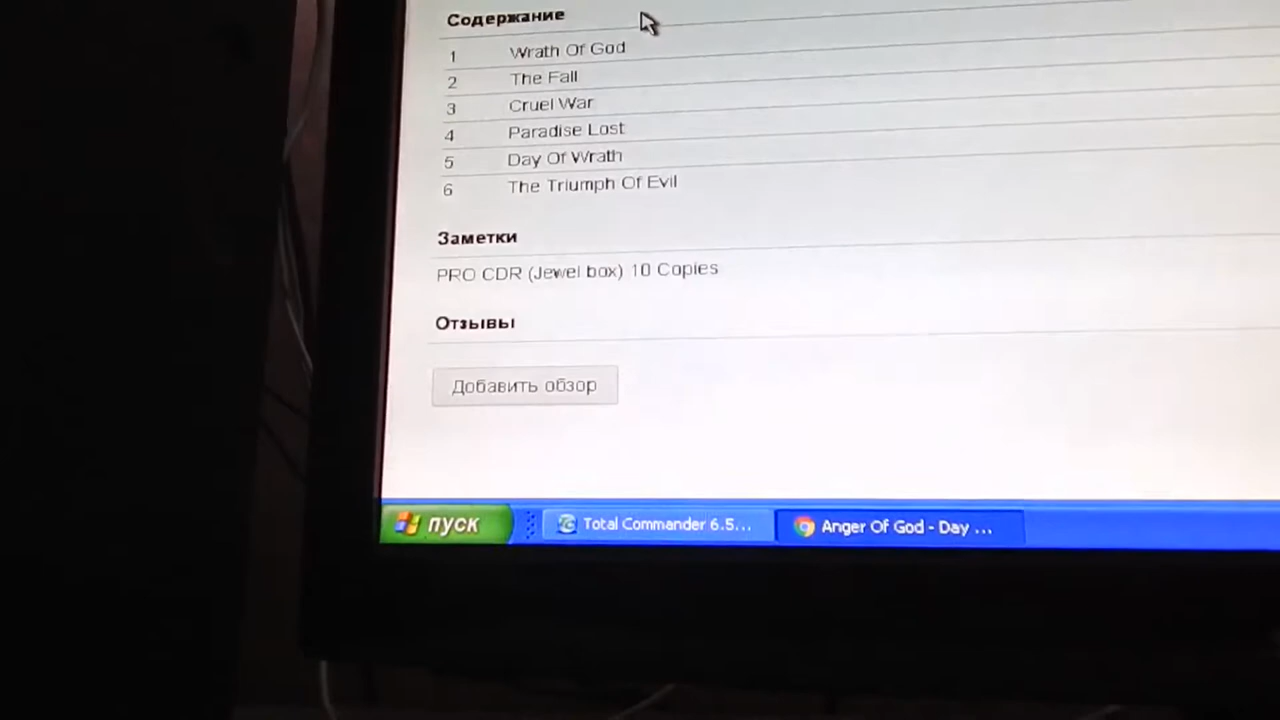 Содержание
1 Wrath Of God
2 The Fall
3 Cruel War
4 Paradise Lost
5 Day Of Wrath
6 The Triumph Of Evil
Заметки
PRO CDR (Jewel box) 10 Copies
Отзывы
Добавить обзор
пуск Total Commander 6.5... Anger Of God - Day ...